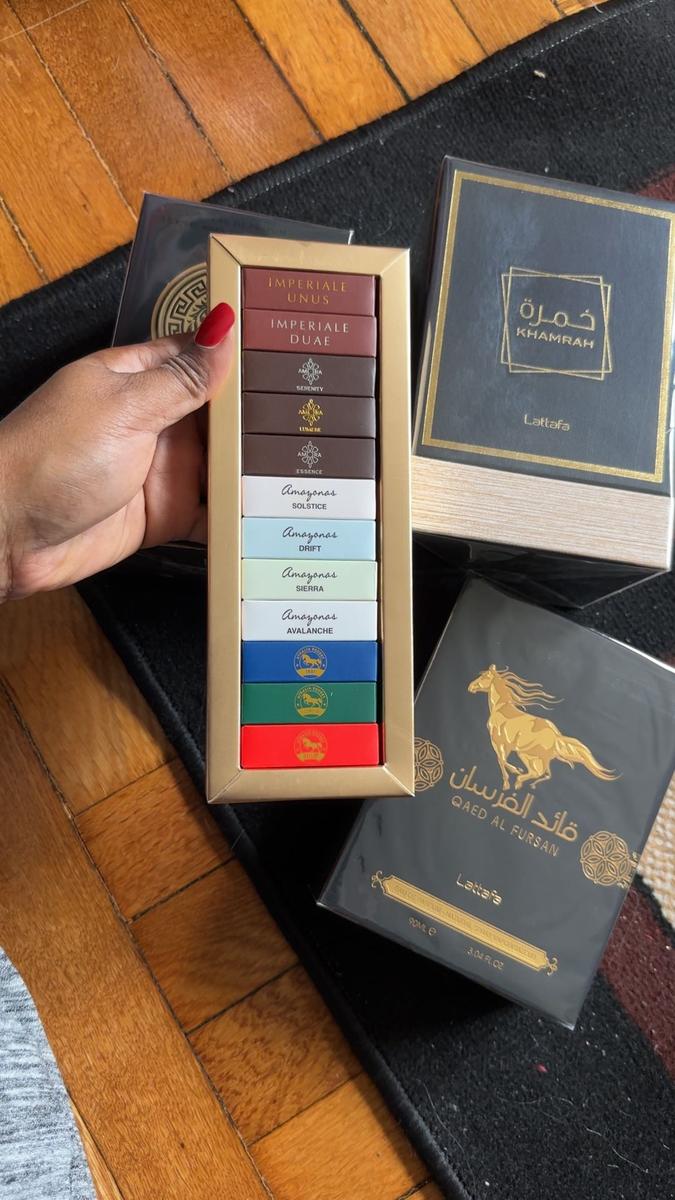 IMPERIALE
UNUS
IMPERIALE
DUAE
SERENITY
LUMIERE
ESSENCE
Amazonas
SOLSTICE
Amazonas
DRIFT
Amazonas
SIERRA
Amazonas
AVALANCHE
خمرة
KHAMRAH
Lattafa
قائد الفرسان
QAED AL FURSAN
Lattafa
90ML ℮
3.04 FL.OZ.